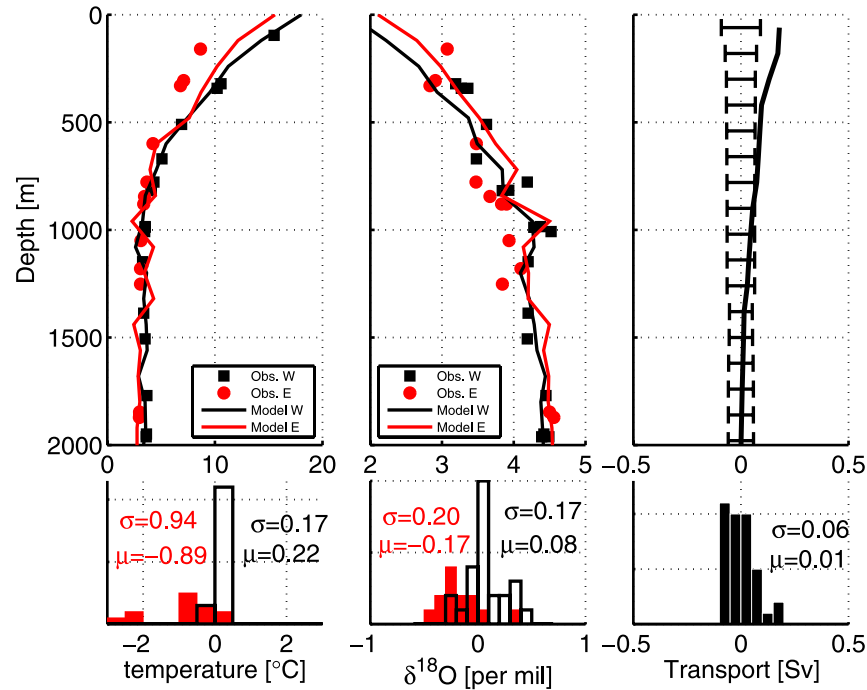 0
500
1000
1500
2000
Depth [m]
0 10 20
Obs. W
Obs. E
Model W
Model E
2 3 4 5
Obs. W
Obs. E
Model W
Model E
−0.5 0 0.5
σ=0.94
μ=−0.89
σ=0.17
μ=0.22
−2 0 2
temperature [°C]
σ=0.20
μ=−0.17
σ=0.17
μ=0.08
−1 0 1
δ18O [per mil]
σ=0.06
μ=0.01
−0.5 0 0.5
Transport [Sv]